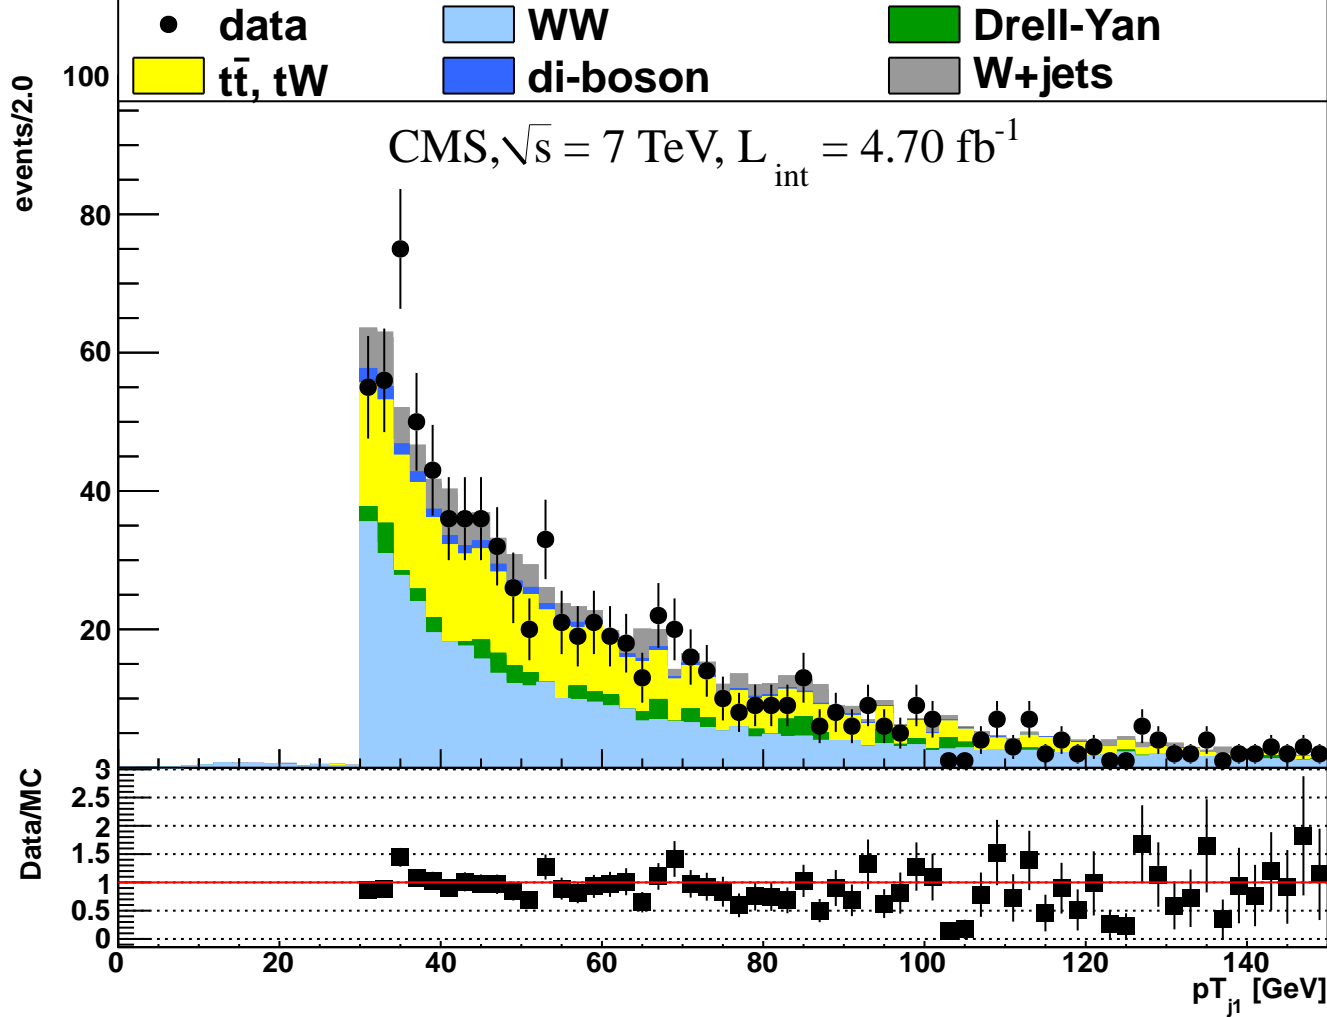 data WW Drell-Yan
tt̄, tW di-boson W+jets
CMS, √s = 7 TeV, L int = 4.70 fb-1
events/2.0
100
80
60
40
20
Data/MC
3
2.5
2
1.5
1
0.5
0
0 20 40 60 80 100 120 140
pT j1 [GeV]